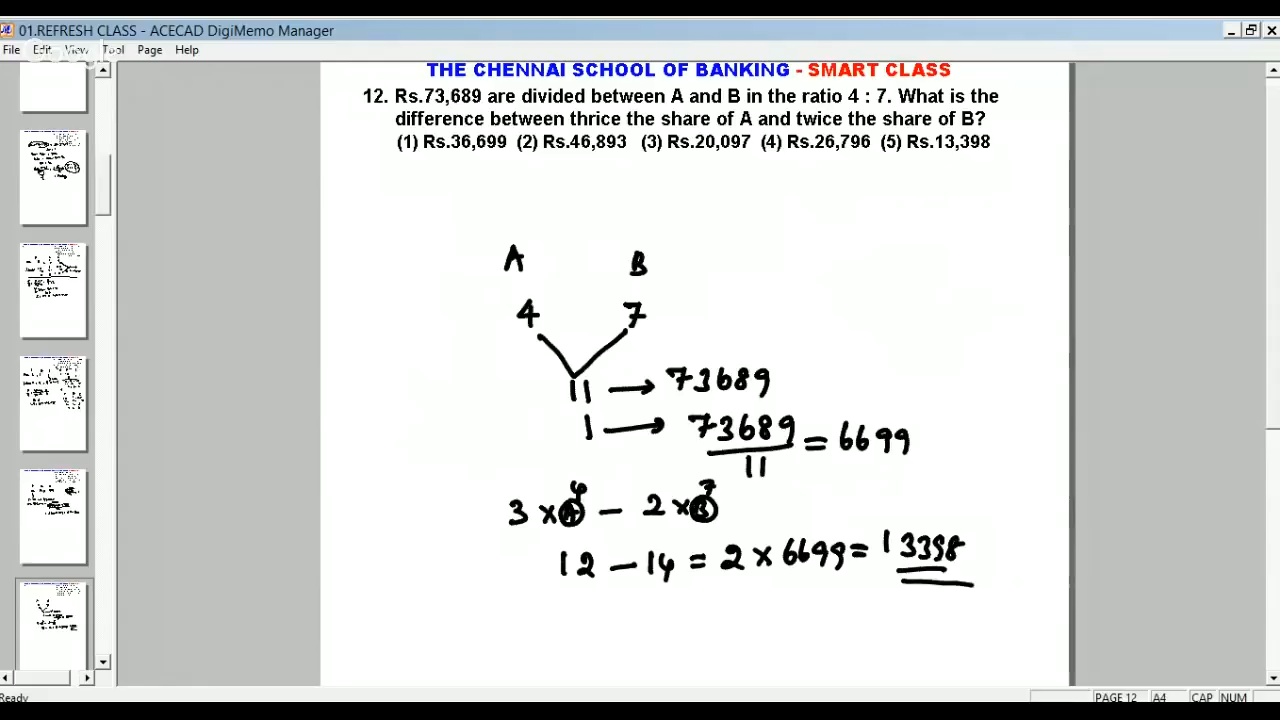 01.REFRESH CLASS - ACECAD DigiMemo Manager
File Edit View Tool Page Help
THE CHENNAI SCHOOL OF BANKING - SMART CLASS
12. Rs.73,689 are divided between A and B in the ratio 4 : 7. What is the
difference between thrice the share of A and twice the share of B?
(1) Rs.36,699 (2) Rs.46,893 (3) Rs.20,097 (4) Rs.26,796 (5) Rs.13,398
A B
4 7
11 → 73689
1 → 73689/11 = 6699
4 7
3 × A - 2 × B
12 - 14 = 2 × 6699 = 13398
Ready PAGE 12 A4 CAP NUM